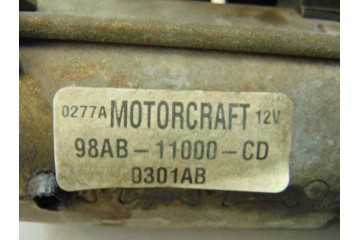 0277A MOTORCRAFT 12V
98AB-11000-CD
D301AB